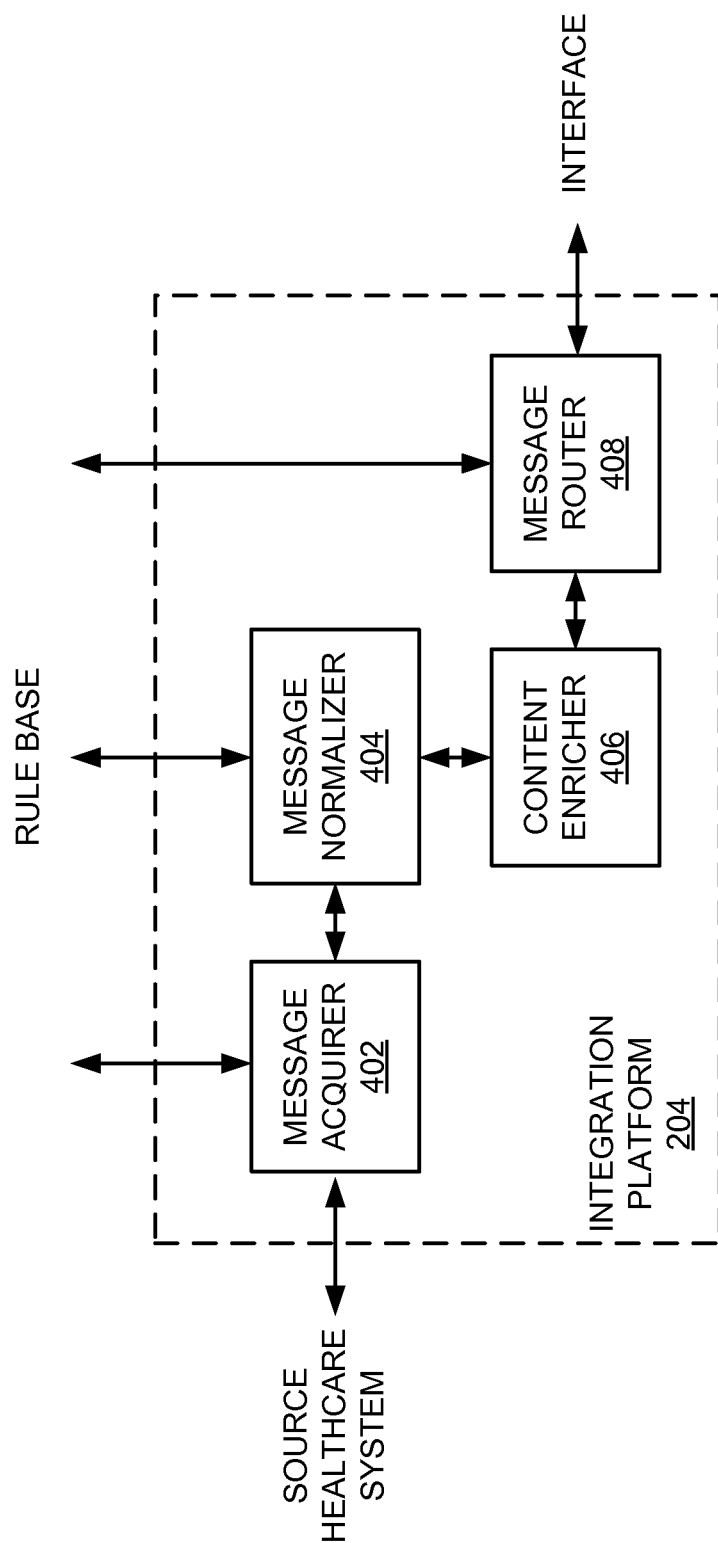 RULE BASE
SOURCE
HEALTHCARE
SYSTEM
MESSAGE
ACQUIRER
402
MESSAGE
NORMALIZER
404
CONTENT
ENRICHER
406
MESSAGE
ROUTER
408
INTERFACE
INTEGRATION
PLATFORM
204